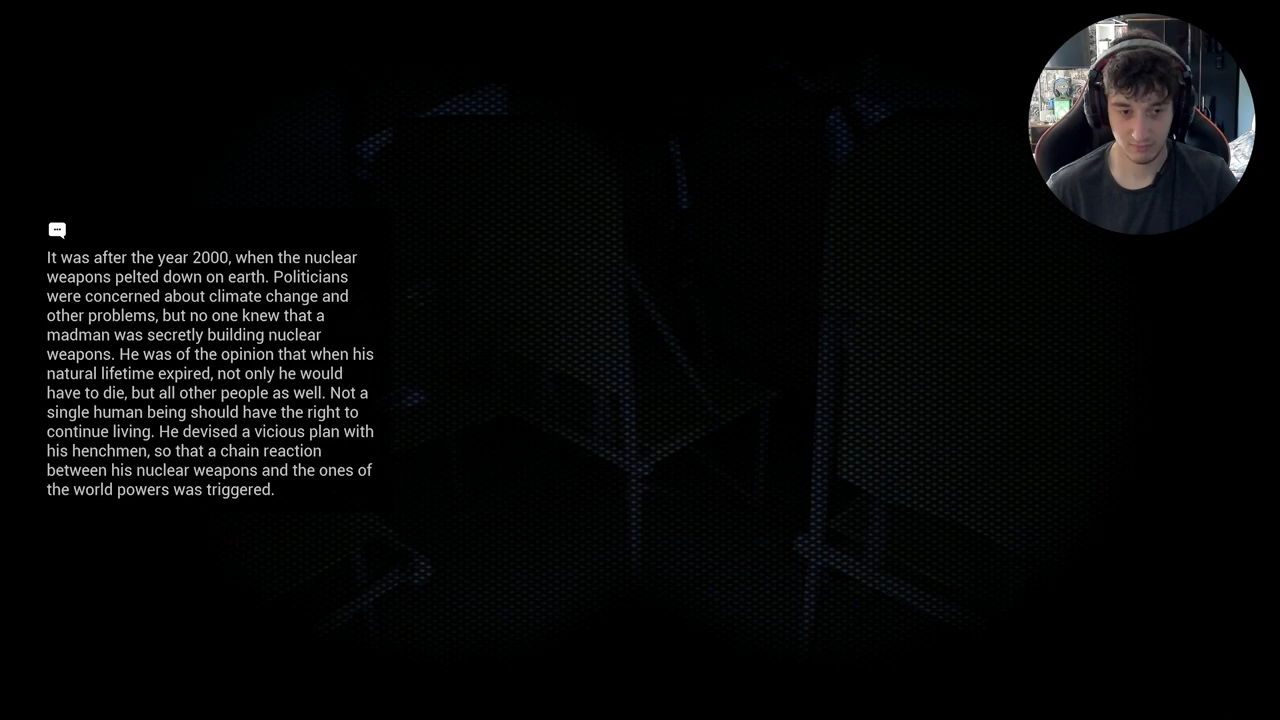 It was after the year 2000, when the nuclear
weapons pelted down on earth. Politicians
were concerned about climate change and
other problems, but no one knew that a
madman was secretly building nuclear
weapons. He was of the opinion that when his
natural lifetime expired, not only he would
have to die, but all other people as well. Not a
single human being should have the right to
continue living. He devised a vicious plan with
his henchmen, so that a chain reaction
between his nuclear weapons and the ones of
the world powers was triggered.